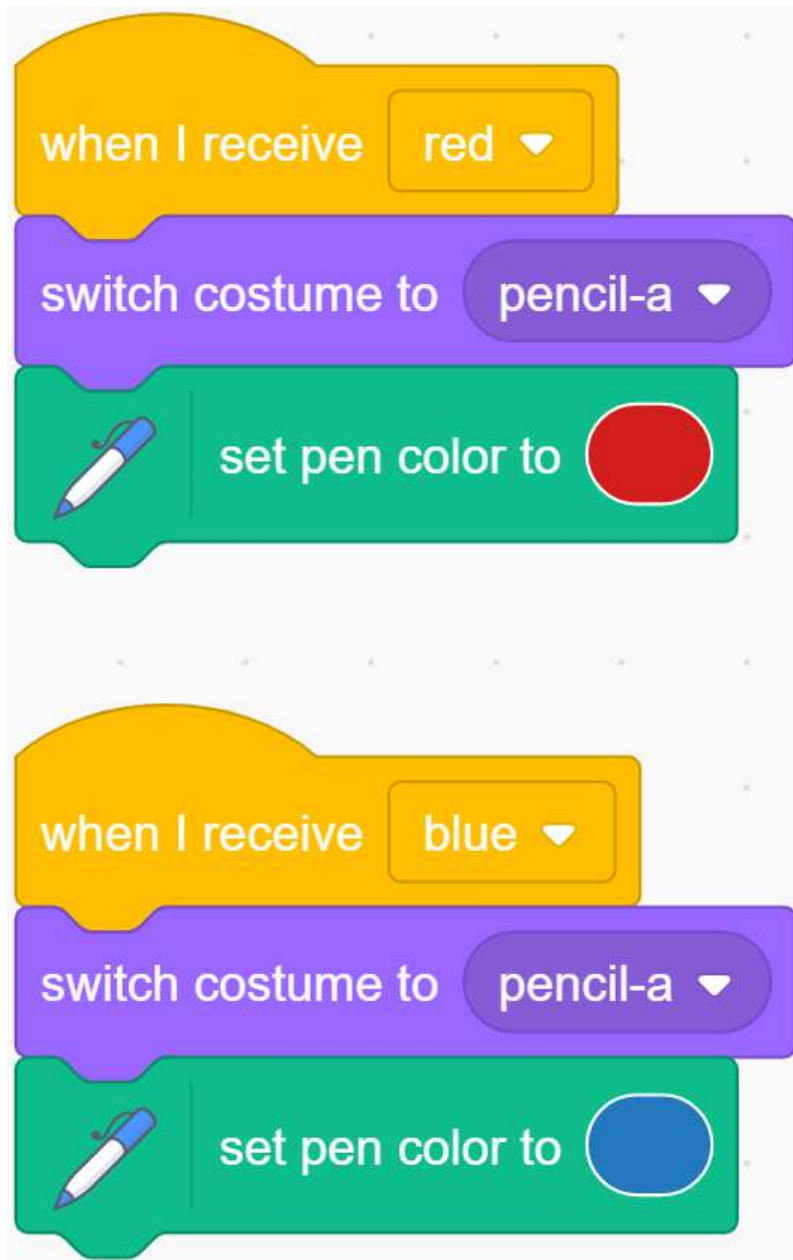 when I receive red
switch costume to pencil-a
set pen color to
when I receive blue
switch costume to pencil-a
set pen color to